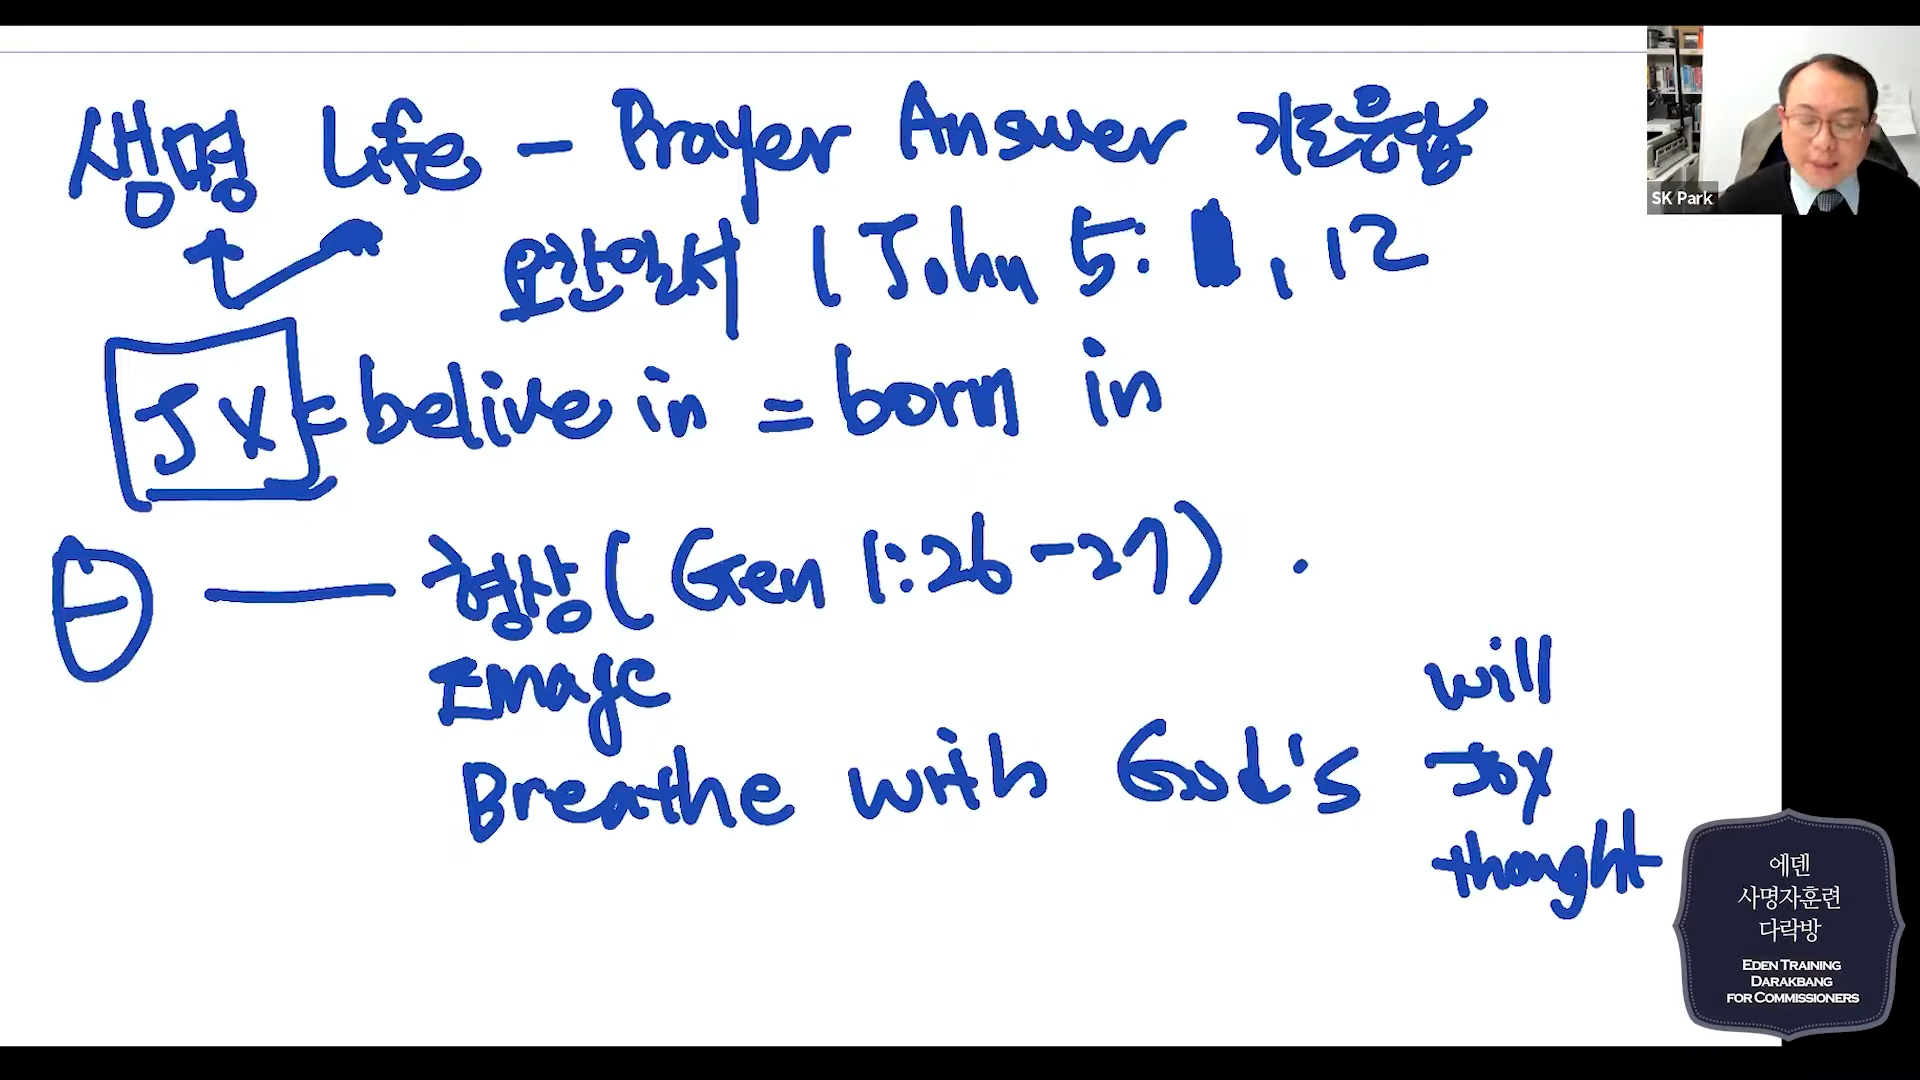 생명 Life - Prayer Answer 기도응답
요한일서 1 John 5: , 12
JX = belive in = born in
θ — 형상 (Gen 1:26-27) .
Image
Breathe with God's will
Joy
thought
SK Park
에덴
사명자훈련
다락방
EDEN TRAINING
DARAKBANG
FOR COMMISSIONERS